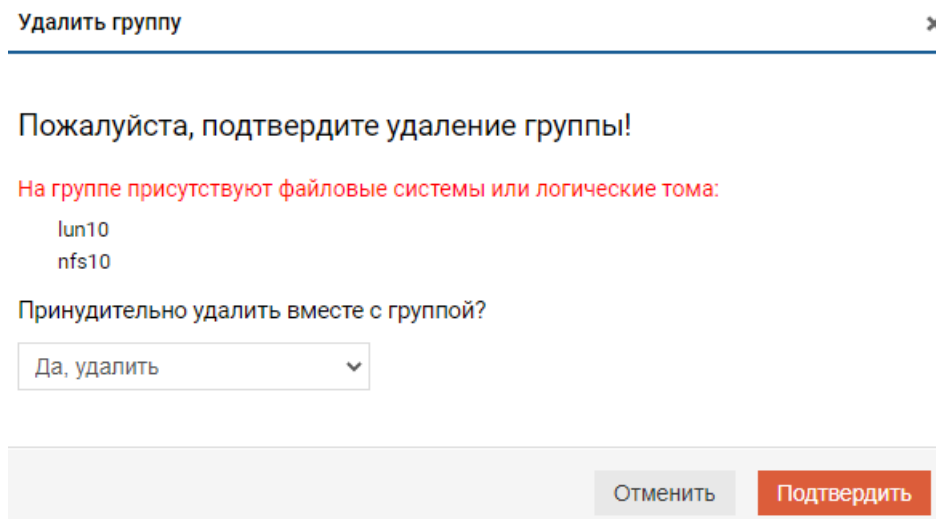 Удалить группу
Пожалуйста, подтвердите удаление группы!
На группе присутствуют файловые системы или логические тома:
lun10
nfs10
Принудительно удалить вместе с группой?
Да, удалить
Отменить Подтвердить